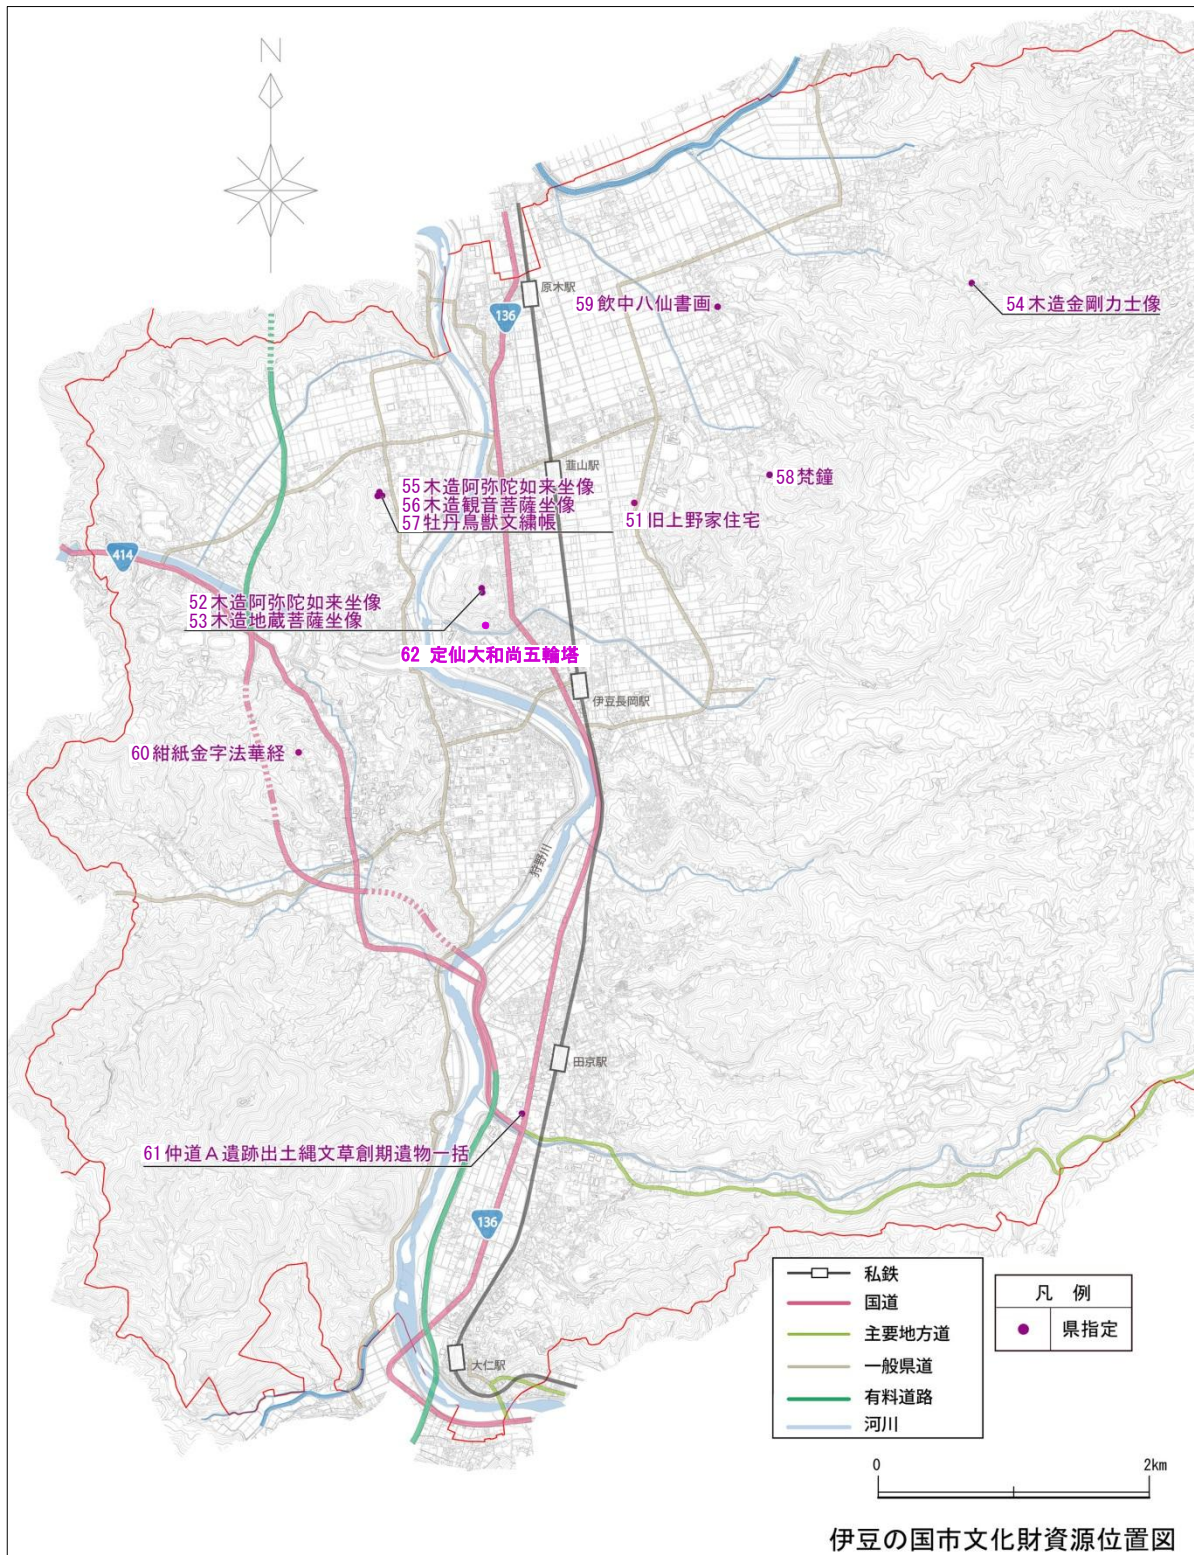 N
原木駅
136
59 飲中八仙書画
54 木造金剛力士像
韮山駅
55 木造阿弥陀如来坐像
56 木造観音菩薩坐像
57 牡丹鳥獣文繍帳
58 梵鐘
51 旧上野家住宅
414
52 木造阿弥陀如来坐像
53 木造地蔵菩薩坐像
62 定仙大和尚五輪塔
伊豆長岡駅
60 紺紙金字法華経
狩野川
田京駅
61 仲道A遺跡出土縄文草創期遺物一括
136
大仁駅
私鉄
国道
主要地方道
一般県道
有料道路
河川
凡 例
県指定
0 2km
伊豆の国市文化財資源位置図